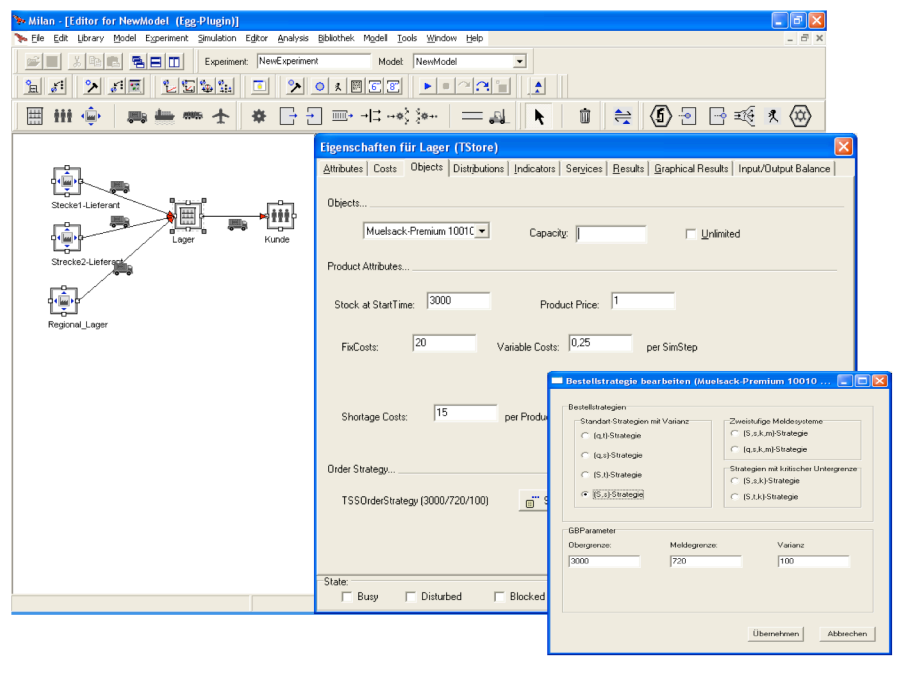 Milan - [Editor for NewModel (Egg-Plugin)]
File Edit Library Model Experiment Simulation Editor Analysis Bibliothek Modell Tools Window Help
Experiment: NewExperiment Model: NewModel
Stecke1-Lieferant
Strecke2-Lieferant
Regional_Lager
Lager
Kunde
Eigenschaften für Lager (TStore)
Attributes Costs Objects Distributions Indicators Services Results Graphical Results Input/Output Balance
Objects...
Muelsack-Premium 10010 Capacity: Unlimited
Product Attributes...
Stock at StartTime: 3000 Product Price: 1
FixCosts: 20 Variable Costs: 0,25 per SimStep
Shortage Costs: 15 per Produ
Order Strategy...
TSSOrderStrategy (3000/720/100) S
State:
Busy Disturbed Blocked
Bestellstrategie bearbeiten (Muelsack-Premium 10010 ...
Bestellstrategien
Standart-Strategien mit Varianz
(q,t)-Strategie
(q,s)-Strategie
(S,t)-Strategie
(S,s)-Strategie
Zweistufige Meldesysteme
(S,s,k,m)-Strategie
(q,s,k,m)-Strategie
Strategien mit kritischer Untergrenze
(S,s,k)-Strategie
(S,t,k)-Strategie
GBParameter
Obergrenze: Meldegrenze: Varianz
3000 720 100
Übernehmen Abbrechen